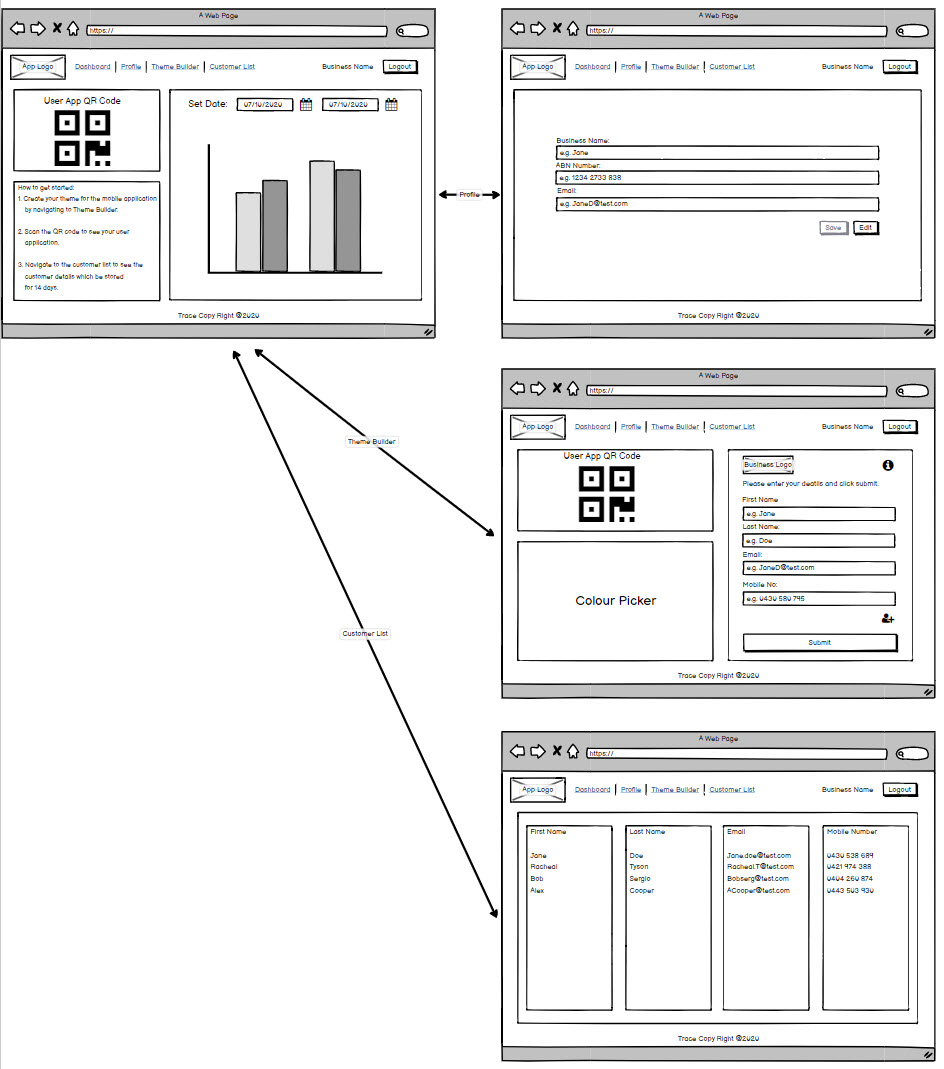 A Web Page
https://
App Logo
Dashboard
Profile
Theme Builder
Customer List
Business Name
Logout
User App QR Code
How to get started:
1. Create your theme for the mobile application
by navigating to Theme Builder.
2. Scan the QR code to see your user
application.
3. Navigate to the customer list to see the
customer details which be stored
for 14 days.
Set Date:
07/10/2020
07/10/2020
Trace Copy Right @2020
Profile
A Web Page
https://
App Logo
Dashboard
Profile
Theme Builder
Customer List
Business Name
Logout
Business Name:
e.g. Jane
ABN Number:
e.g. 1234 2733 838
Email:
e.g. JaneD@test.com
Save
Edit
Trace Copy Right @2020
Theme Builder
A Web Page
https://
App Logo
Dashboard
Profile
Theme Builder
Customer List
Business Name
Logout
User App QR Code
Colour Picker
Business Logo
Please enter your deatils and click submit.
First Name
e.g. Jane
Last Name:
e.g. Doe
Email:
e.g. JaneD@test.com
Mobile No:
e.g. 0430 580 795
Submit
Trace Copy Right @2020
Customer List
A Web Page
https://
App Logo
Dashboard
Profile
Theme Builder
Customer List
Business Name
Logout
First Name
Jane
Racheal
Bob
Alex
Last Name
Doe
Tyson
Sergio
Cooper
Email
Jane.doe@test.com
Racheal.T@test.com
Bobserg@test.com
ACooper@test.com
Mobile Number
0430 538 689
0421 974 388
0404 260 874
0443 503 930
Trace Copy Right @2020